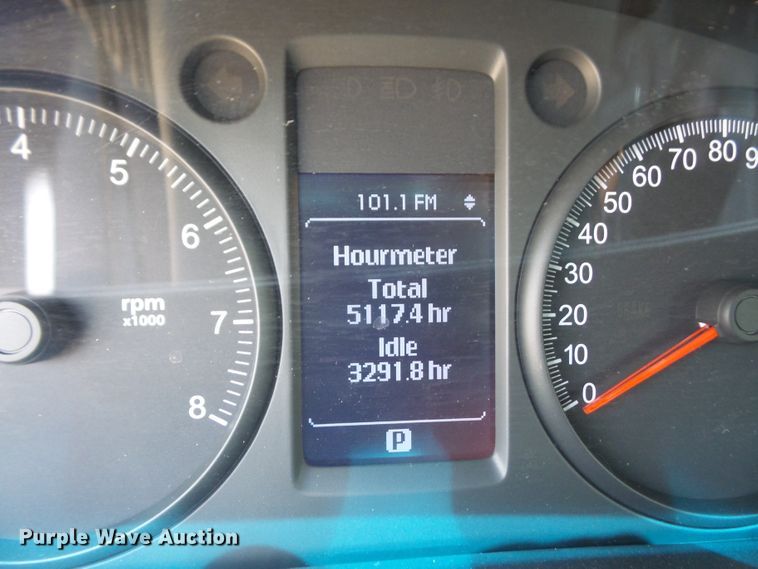 4
5
6
7
8
rpm
x1000
101.1 FM
Hourmeter
Total
5117.4 hr
Idle
3291.8 hr
P
0
10
20
30
40
50
60
70
80
9
Purple Wave Auction